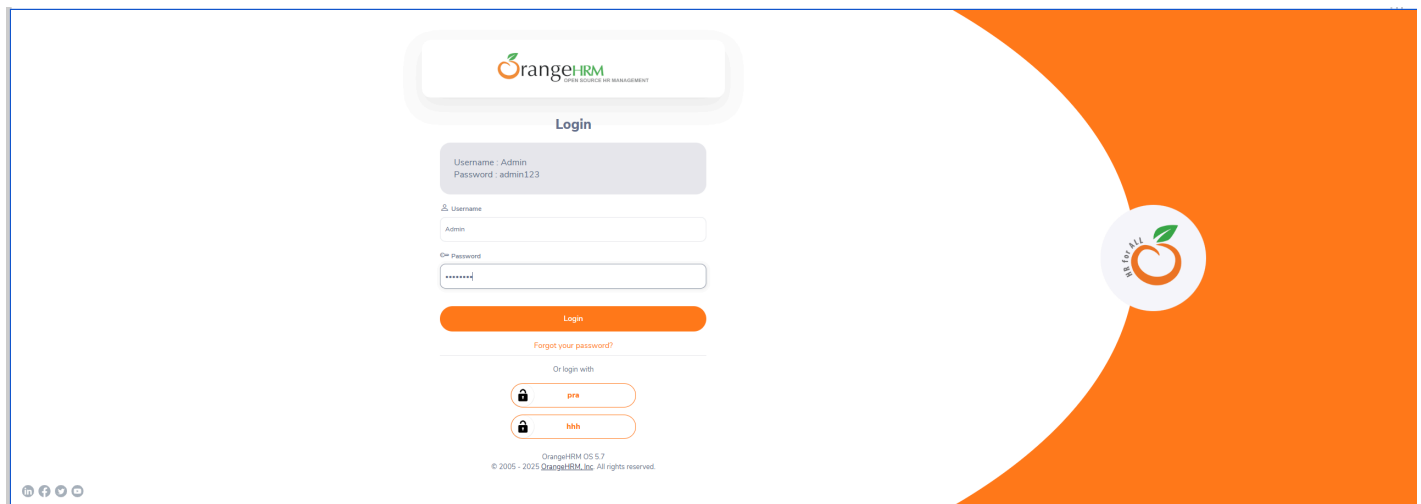 OrangeHRM
OPEN SOURCE HR MANAGEMENT
Login
Username : Admin
Password : admin123
Username
Admin
Password
••••••••
Login
Forgot your password?
Or login with
pre
hhh
OrangeHRM OS 5.7
© 2005 - 2025 OrangeHRM, Inc. All rights reserved.
HR for ALL